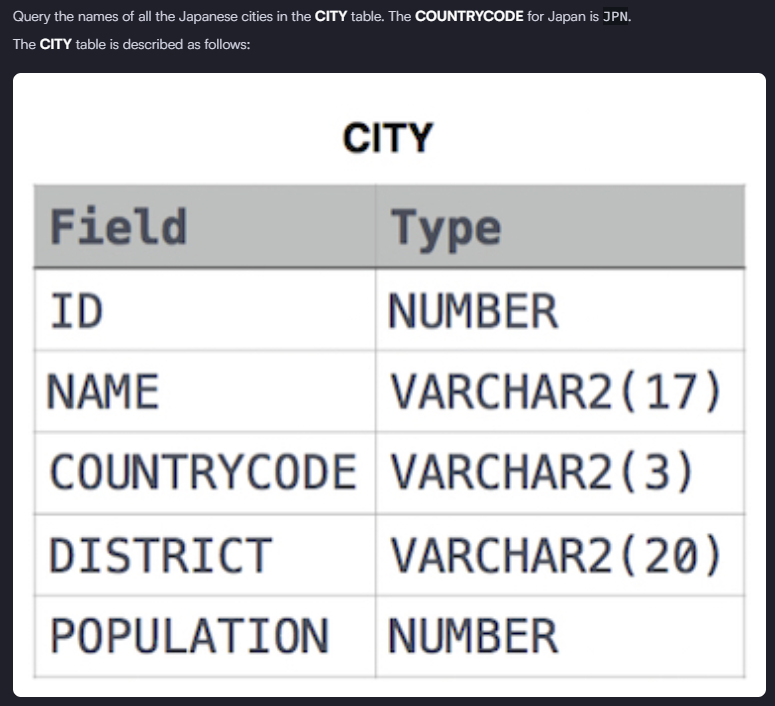 Query the names of all the Japanese cities in the CITY table. The COUNTRYCODE for Japan is JPN.
The CITY table is described as follows:
CITY
Field Type
ID NUMBER
NAME VARCHAR2(17)
COUNTRYCODE VARCHAR2(3)
DISTRICT VARCHAR2(20)
POPULATION NUMBER